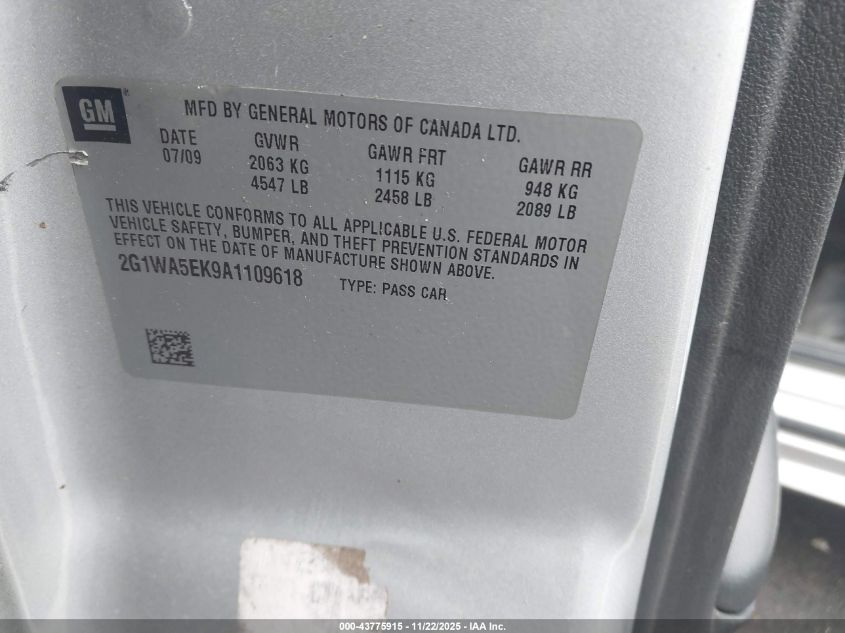 GM
MFD BY GENERAL MOTORS OF CANADA LTD.
DATE GVWR GAWR FRT GAWR RR
07/09 2063 KG 1115 KG 948 KG
4547 LB 2458 LB 2089 LB
THIS VEHICLE CONFORMS TO ALL APPLICABLE U.S. FEDERAL MOTOR
VEHICLE SAFETY, BUMPER, AND THEFT PREVENTION STANDARDS IN
EFFECT ON THE DATE OF MANUFACTURE SHOWN ABOVE.
2G1WA5EK9A1109618 TYPE: PASS CAR
000-43775915 - 11/22/2025 - IAA Inc.